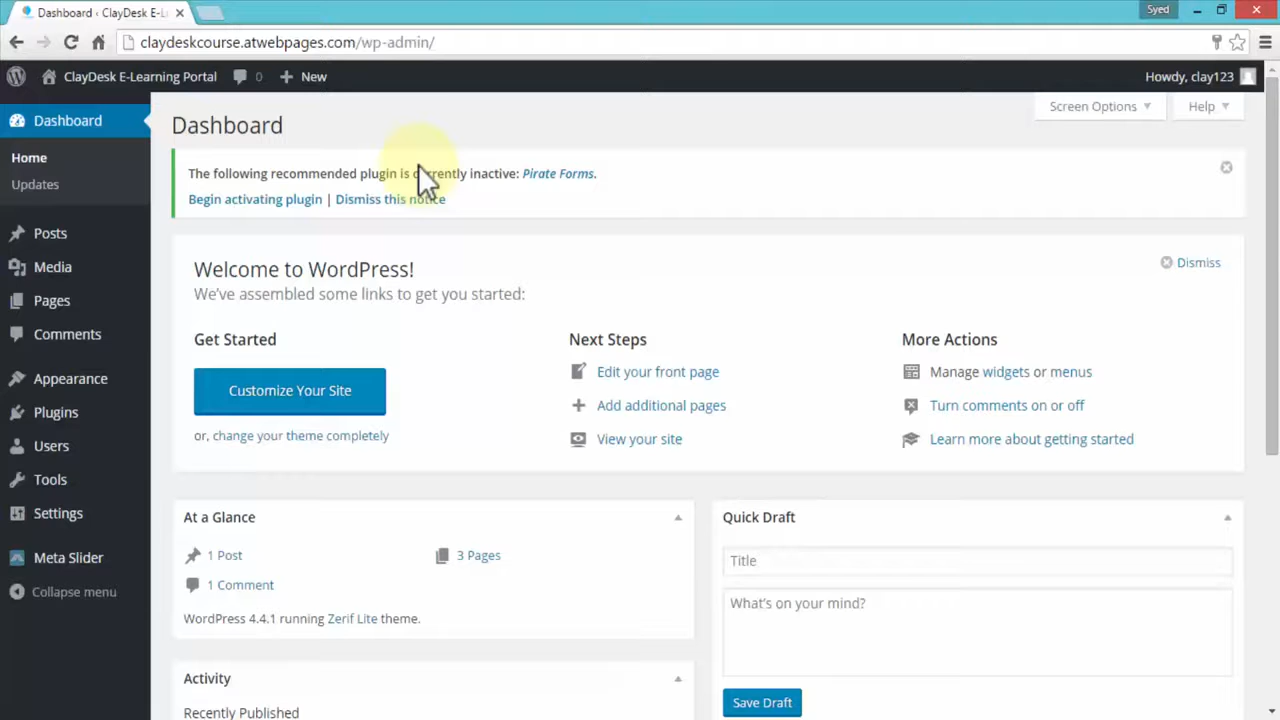 Dashboard ‹ ClayDesk E-L
Syed
claydeskcourse.atwebpages.com/wp-admin/
ClayDesk E-Learning Portal 0 New
Howdy, clay123
Screen Options Help
Dashboard
Home
Updates
Posts
Media
Pages
Comments
Appearance
Plugins
Users
Tools
Settings
Meta Slider
Collapse menu
Dashboard
The following recommended plugin is currently inactive: Pirate Forms.
Begin activating plugin | Dismiss this notice
Welcome to WordPress!
Dismiss
We've assembled some links to get you started:
Get Started
Customize Your Site
or, change your theme completely
Next Steps
Edit your front page
Add additional pages
View your site
More Actions
Manage widgets or menus
Turn comments on or off
Learn more about getting started
At a Glance
1 Post
3 Pages
1 Comment
WordPress 4.4.1 running Zerif Lite theme.
Activity
Recently Published
Quick Draft
Title
What's on your mind?
Save Draft